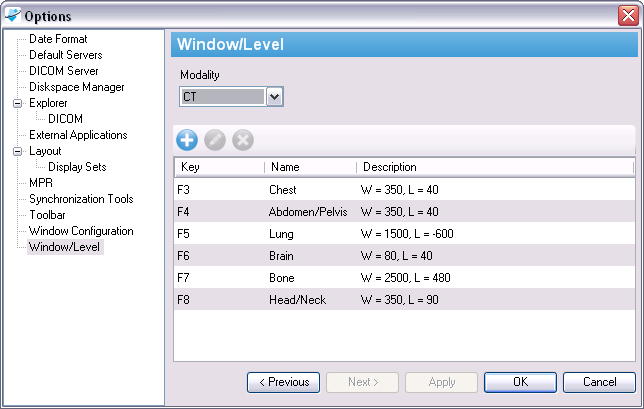 Options
Date Format
Default Servers
DICOM Server
Diskspace Manager
Explorer
DICOM
External Applications
Layout
Display Sets
MPR
Synchronization Tools
Toolbar
Window Configuration
Window/Level
Window/Level
Modality
CT
Key Name Description
F3 Chest W = 350, L = 40
F4 Abdomen/Pelvis W = 350, L = 40
F5 Lung W = 1500, L = -600
F6 Brain W = 80, L = 40
F7 Bone W = 2500, L = 480
F8 Head/Neck W = 350, L = 90
< Previous Next > Apply OK Cancel